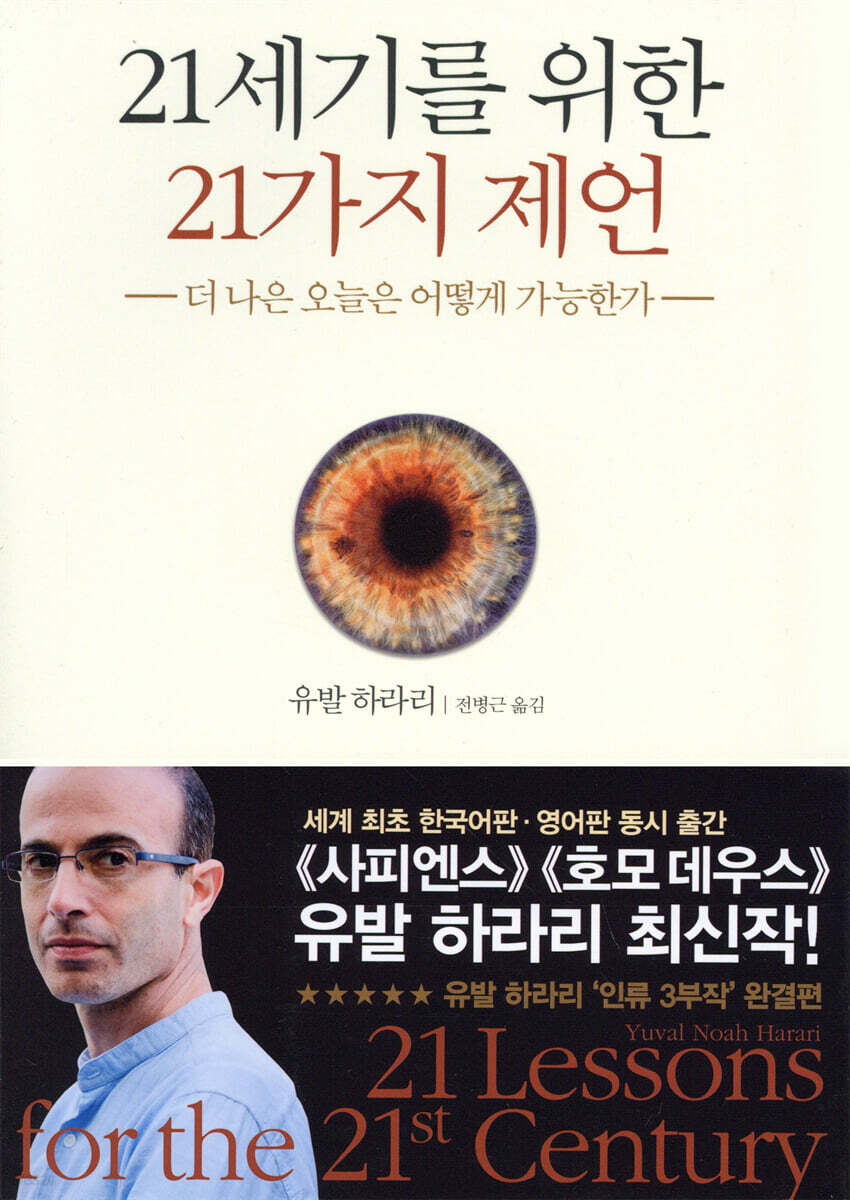 21세기를 위한
21가지 제언
더 나은 오늘은 어떻게 가능한가
유발 하라리 | 전병근 옮김
세계 최초 한국어판·영어판 동시 출간
《사피엔스》《호모 데우스》
유발 하라리 최신작!
★★★★★ 유발 하라리 ‘인류 3부작’ 완결편
Yuval Noah Harari
21 Lessons
for the 21st Century